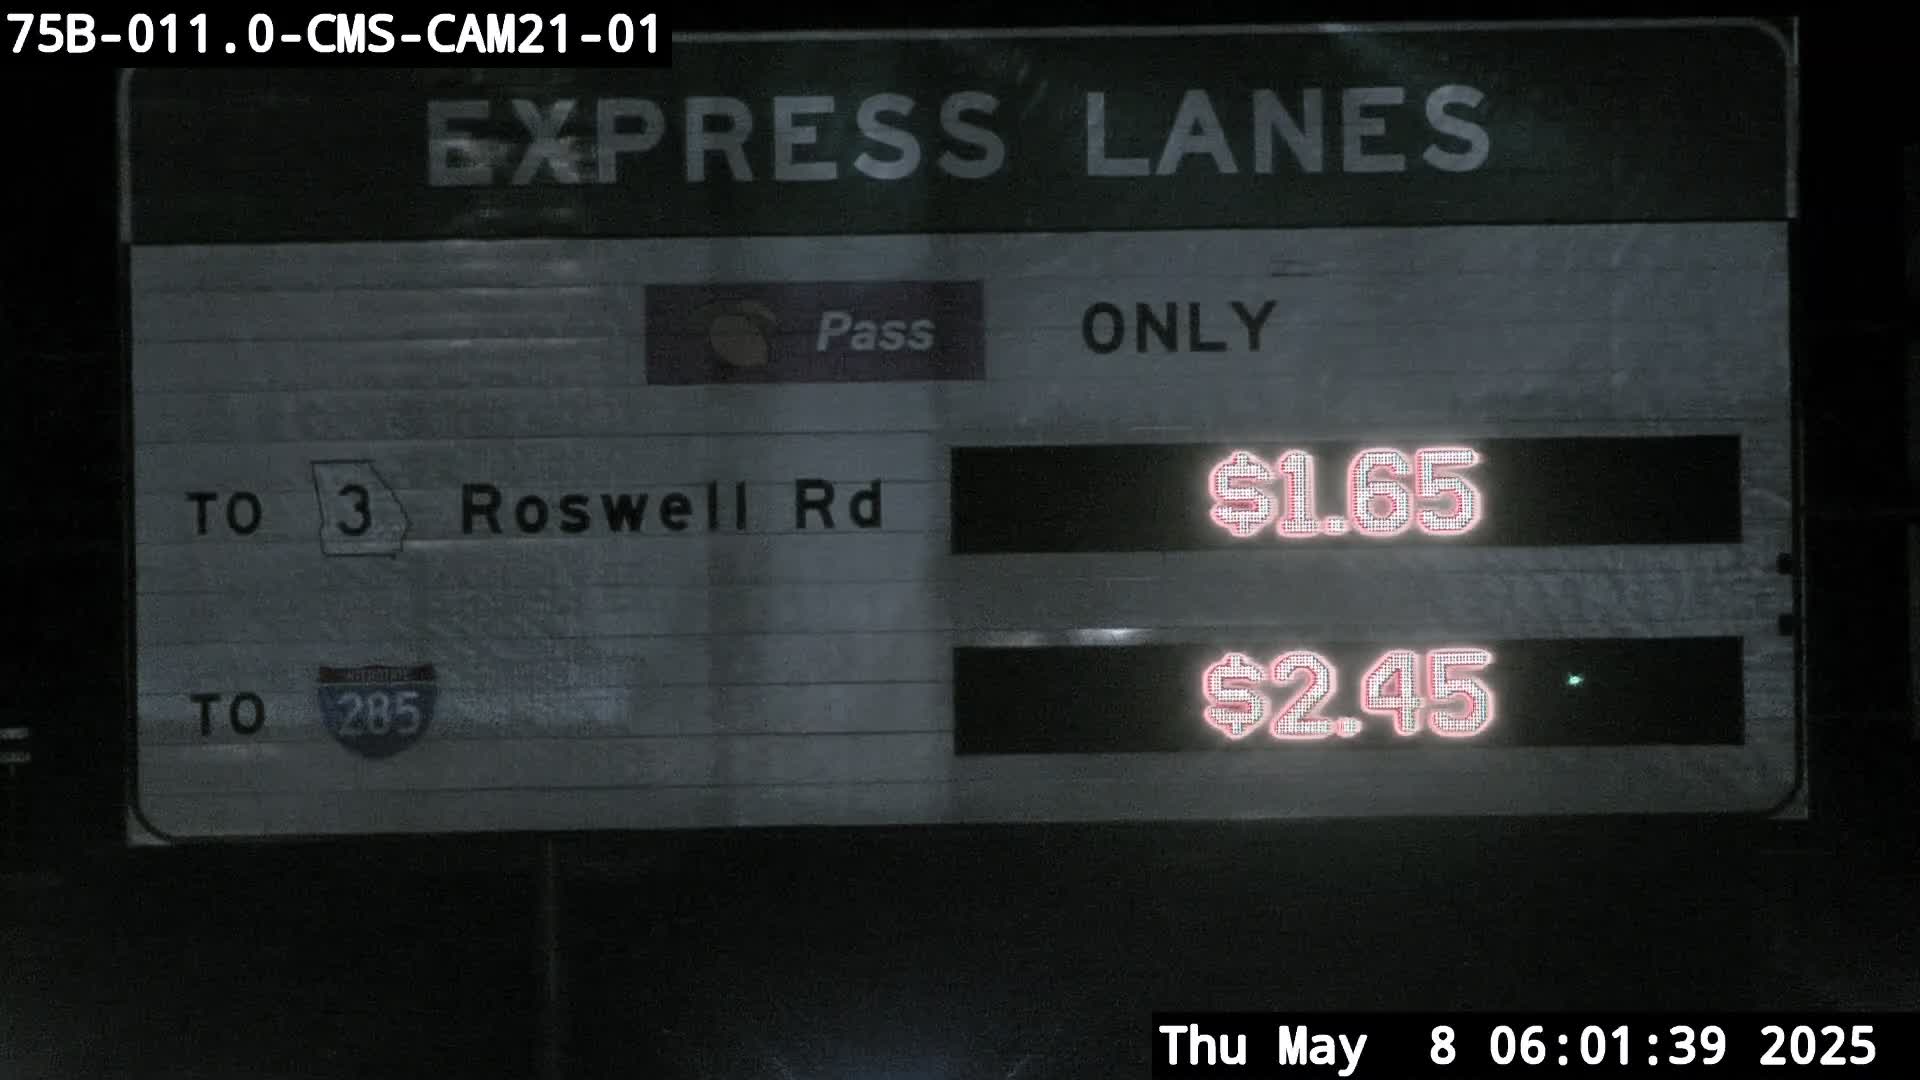 75B-011.0-CMS-CAM21-01
EXPRESS LANES
Pass ONLY
TO 3 Roswell Rd $1.65
INTERSTATE
TO 285 $2.45
Thu May 8 06:01:39 2025